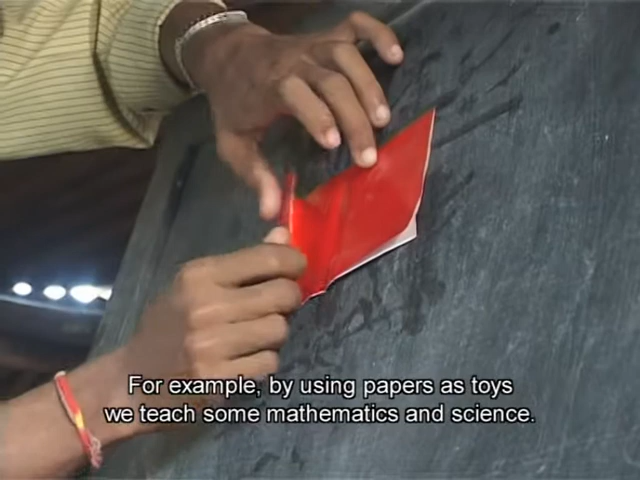 For example, by using papers as toys
we teach some mathematics and science.